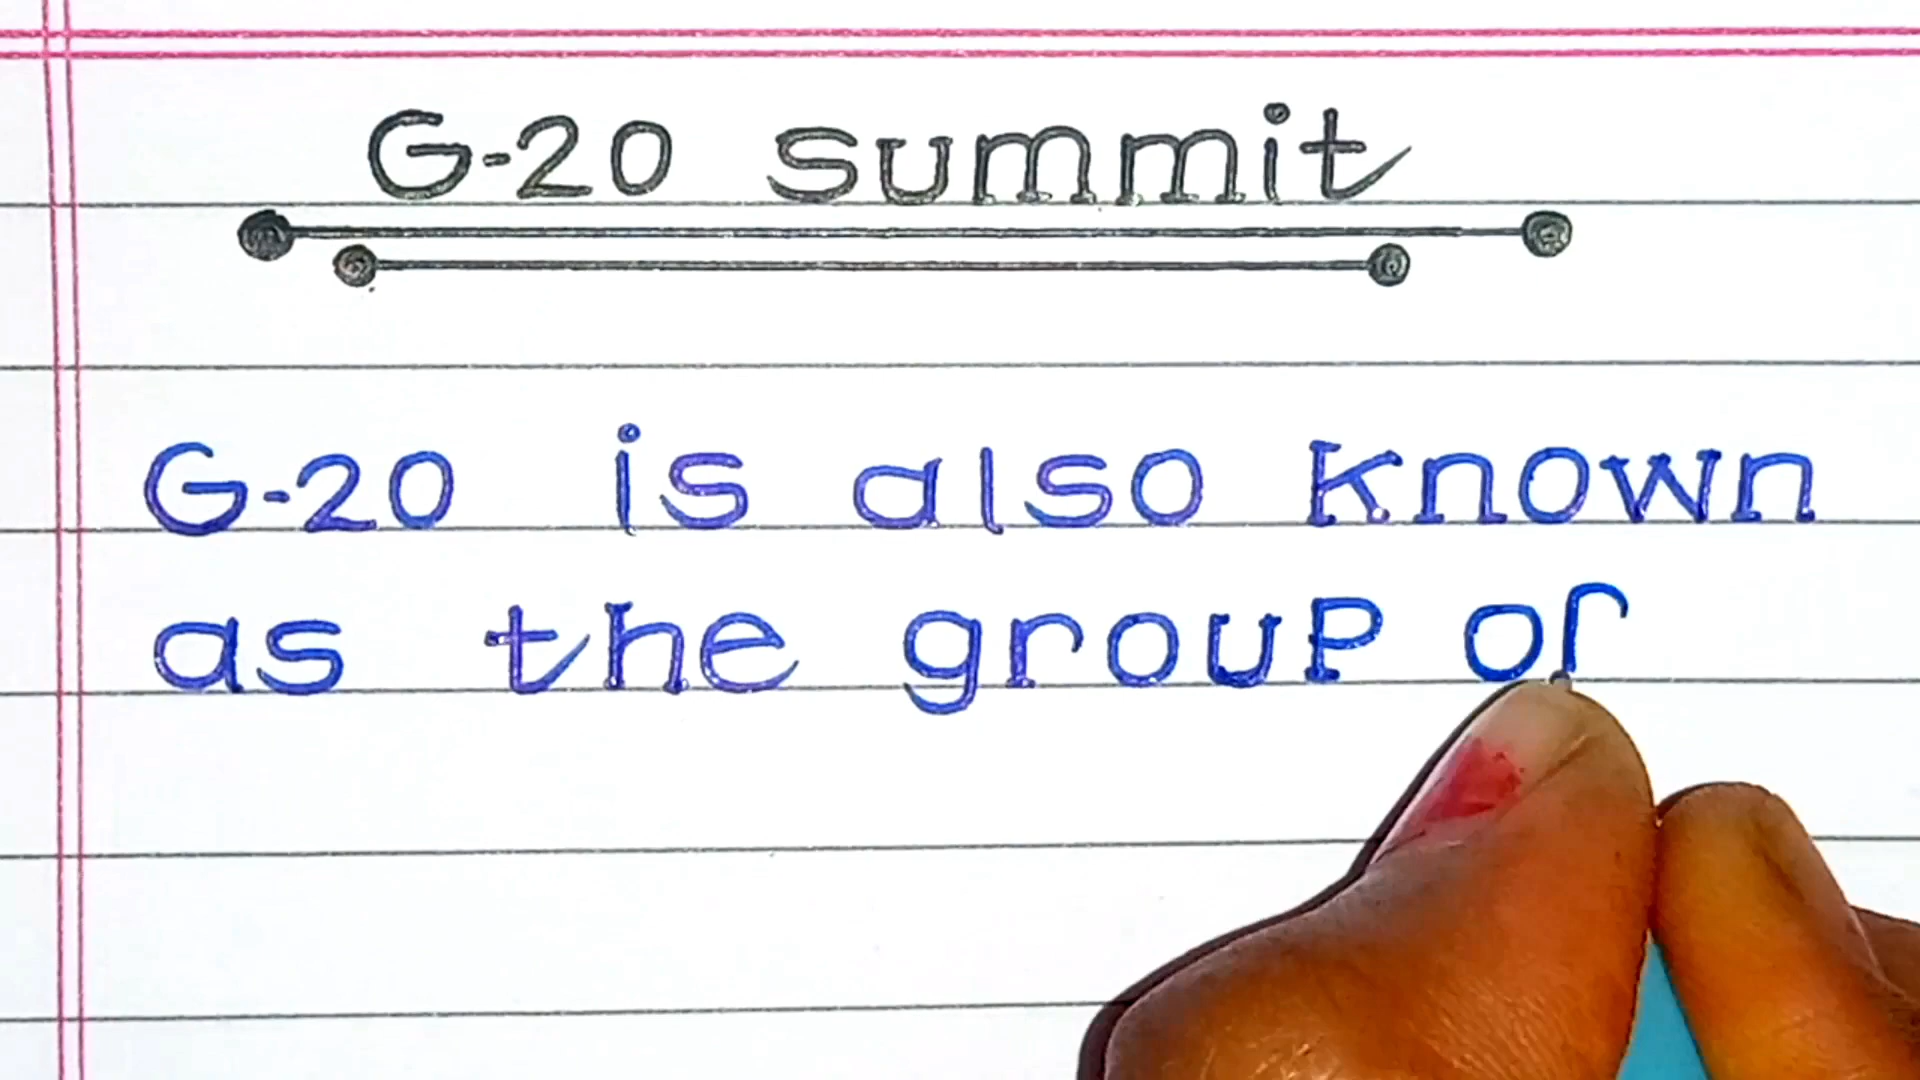 G-20 summit
G-20 is also known
as the group of